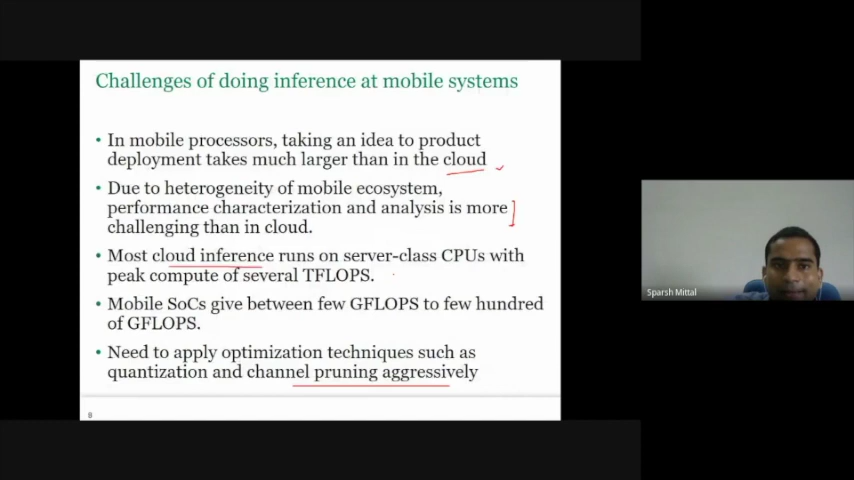 Challenges of doing inference at mobile systems
• In mobile processors, taking an idea to product
deployment takes much larger than in the cloud
• Due to heterogeneity of mobile ecosystem,
performance characterization and analysis is more
challenging than in cloud.
• Most cloud inference runs on server-class CPUs with
peak compute of several TFLOPS.
• Mobile SoCs give between few GFLOPS to few hundred
of GFLOPS.
• Need to apply optimization techniques such as
quantization and channel pruning aggressively
8
Sparsh Mittal